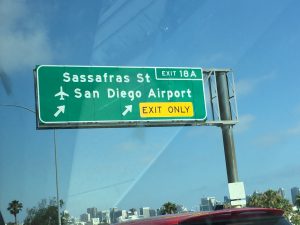 EXIT 18A
Sassafras St
San Diego Airport
EXIT ONLY